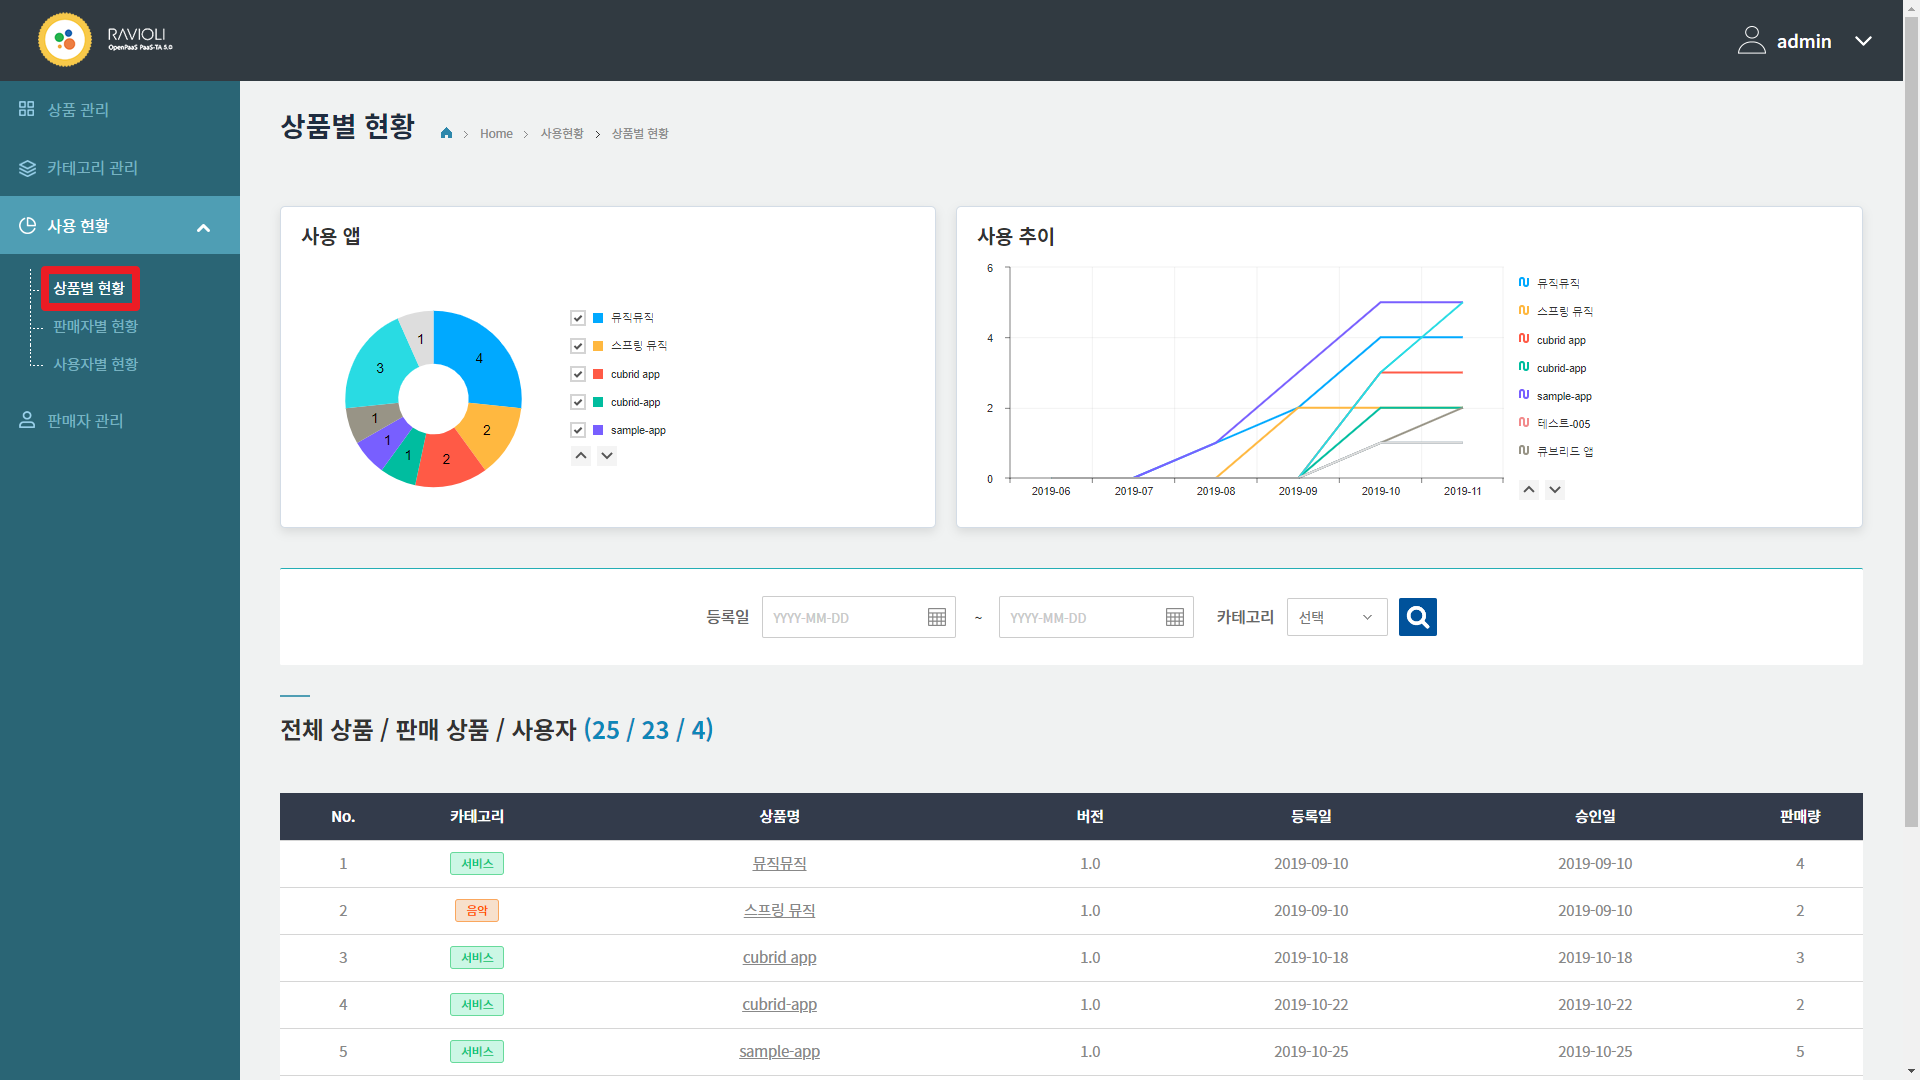 RAVIOLI
OpenPaaS PaaS-TA 5.0
admin
상품 관리
카테고리 관리
사용 현황
상품별 현황
판매자별 현황
사용자별 현황
판매자 관리
상품별 현황
Home
사용현황
상품별 현황
사용 앱
4
2
2
1
1
1
3
1
뮤직뮤직
스프링 뮤직
cubrid app
cubrid-app
sample-app
사용 추이
6
4
2
0
2019-06 2019-07 2019-08 2019-09 2019-10 2019-11
뮤직뮤직
스프링 뮤직
cubrid app
cubrid-app
sample-app
테스트-005
큐브리드 앱
등록일 YYYY-MM-DD ~ YYYY-MM-DD 카테고리 선택
전체 상품 / 판매 상품 / 사용자 (25 / 23 / 4)
No. 카테고리 상품명 버전 등록일 승인일 판매량
1 서비스 뮤직뮤직 1.0 2019-09-10 2019-09-10 4
2 음악 스프링 뮤직 1.0 2019-09-10 2019-09-10 2
3 서비스 cubrid app 1.0 2019-10-18 2019-10-18 3
4 서비스 cubrid-app 1.0 2019-10-22 2019-10-22 2
5 서비스 sample-app 1.0 2019-10-25 2019-10-25 5